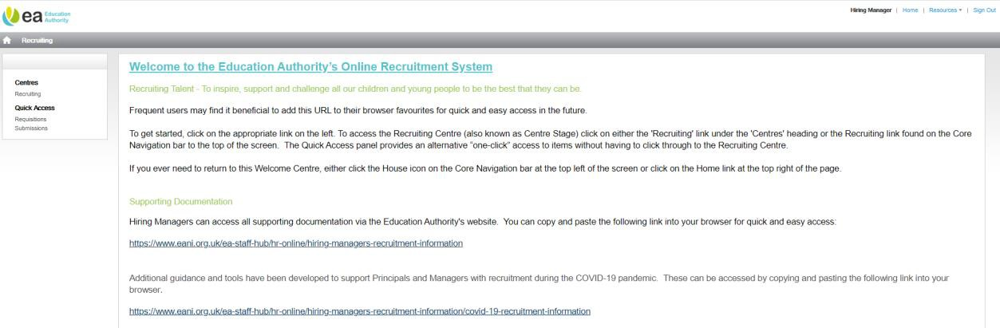 ea Education
Authority
Hiring Manager | Home | Resources | Sign Out
Recruiting
Centres
Recruiting
Quick Access
Requisitions
Submissions
Welcome to the Education Authority's Online Recruitment System
Recruiting Talent - To inspire, support and challenge all our children and young people to be the best that they can be.
Frequent users may find it beneficial to add this URL to their browser favourites for quick and easy access in the future.
To get started, click on the appropriate link on the left. To access the Recruiting Centre (also known as Centre Stage) click on either the 'Recruiting' link under the 'Centres' heading or the Recruiting link found on the Core
Navigation bar to the top of the screen. The Quick Access panel provides an alternative “one-click” access to items without having to click through to the Recruiting Centre.
If you ever need to return to this Welcome Centre, either click the House icon on the Core Navigation bar at the top left of the screen or click on the Home link at the top right of the page.
Supporting Documentation
Hiring Managers can access all supporting documentation via the Education Authority's website. You can copy and paste the following link into your browser for quick and easy access:
https://www.eani.org.uk/ea-staff-hub/hr-online/hiring-managers-recruitment-information
Additional guidance and tools have been developed to support Principals and Managers with recruitment during the COVID-19 pandemic. These can be accessed by copying and pasting the following link into your
browser.
https://www.eani.org.uk/ea-staff-hub/hr-online/hiring-managers-recruitment-information/covid-19-recruitment-information